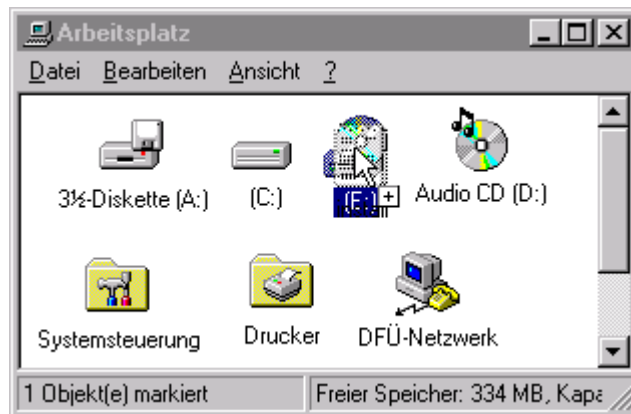 Arbeitsplatz
Datei Bearbeiten Ansicht ?
3½-Diskette (A:) (C:) (E:) Audio CD (D:)
Systemsteuerung Drucker DFÜ-Netzwerk
1 Objekt(e) markiert Freier Speicher: 334 MB, Kapa